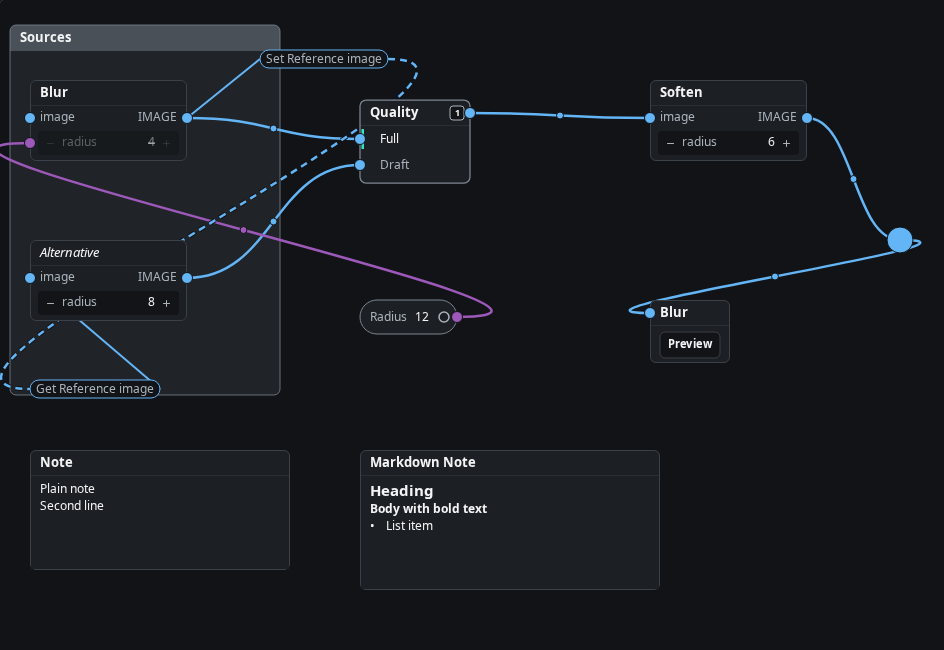 Sources
Set Reference image
Blur
image IMAGE
− radius 4 +
Quality 1
Full
Draft
Soften
image IMAGE
− radius 6 +
Alternative
image IMAGE
− radius 8 +
Radius 12
Blur
Preview
Get Reference image
Note
Plain note
Second line
Markdown Note
Heading
Body with bold text
• List item